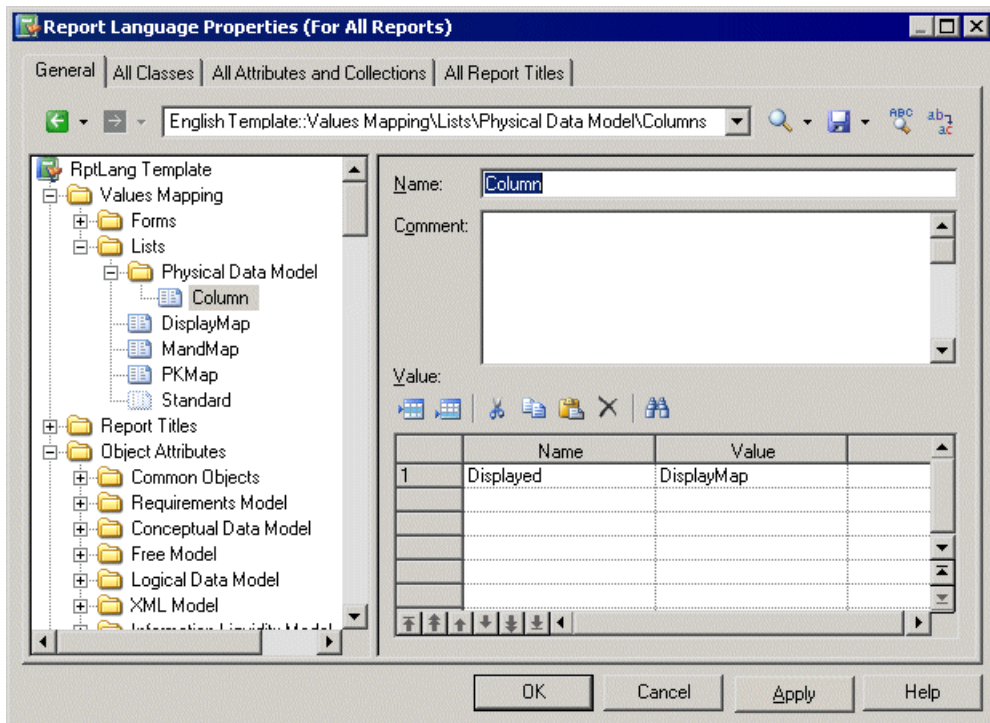 Report Language Properties (For All Reports)
General All Classes All Attributes and Collections All Report Titles
English Template::Values Mapping\Lists\Physical Data Model\Columns
RptLang Template
Values Mapping
Forms
Lists
Physical Data Model
Column
DisplayMap
MandMap
PKMap
Standard
Report Titles
Object Attributes
Common Objects
Requirements Model
Conceptual Data Model
Free Model
Logical Data Model
XML Model
Information Liquidity Model
Name: Column
Comment:
Value:
Name Value
1 Displayed DisplayMap
OK Cancel Apply Help